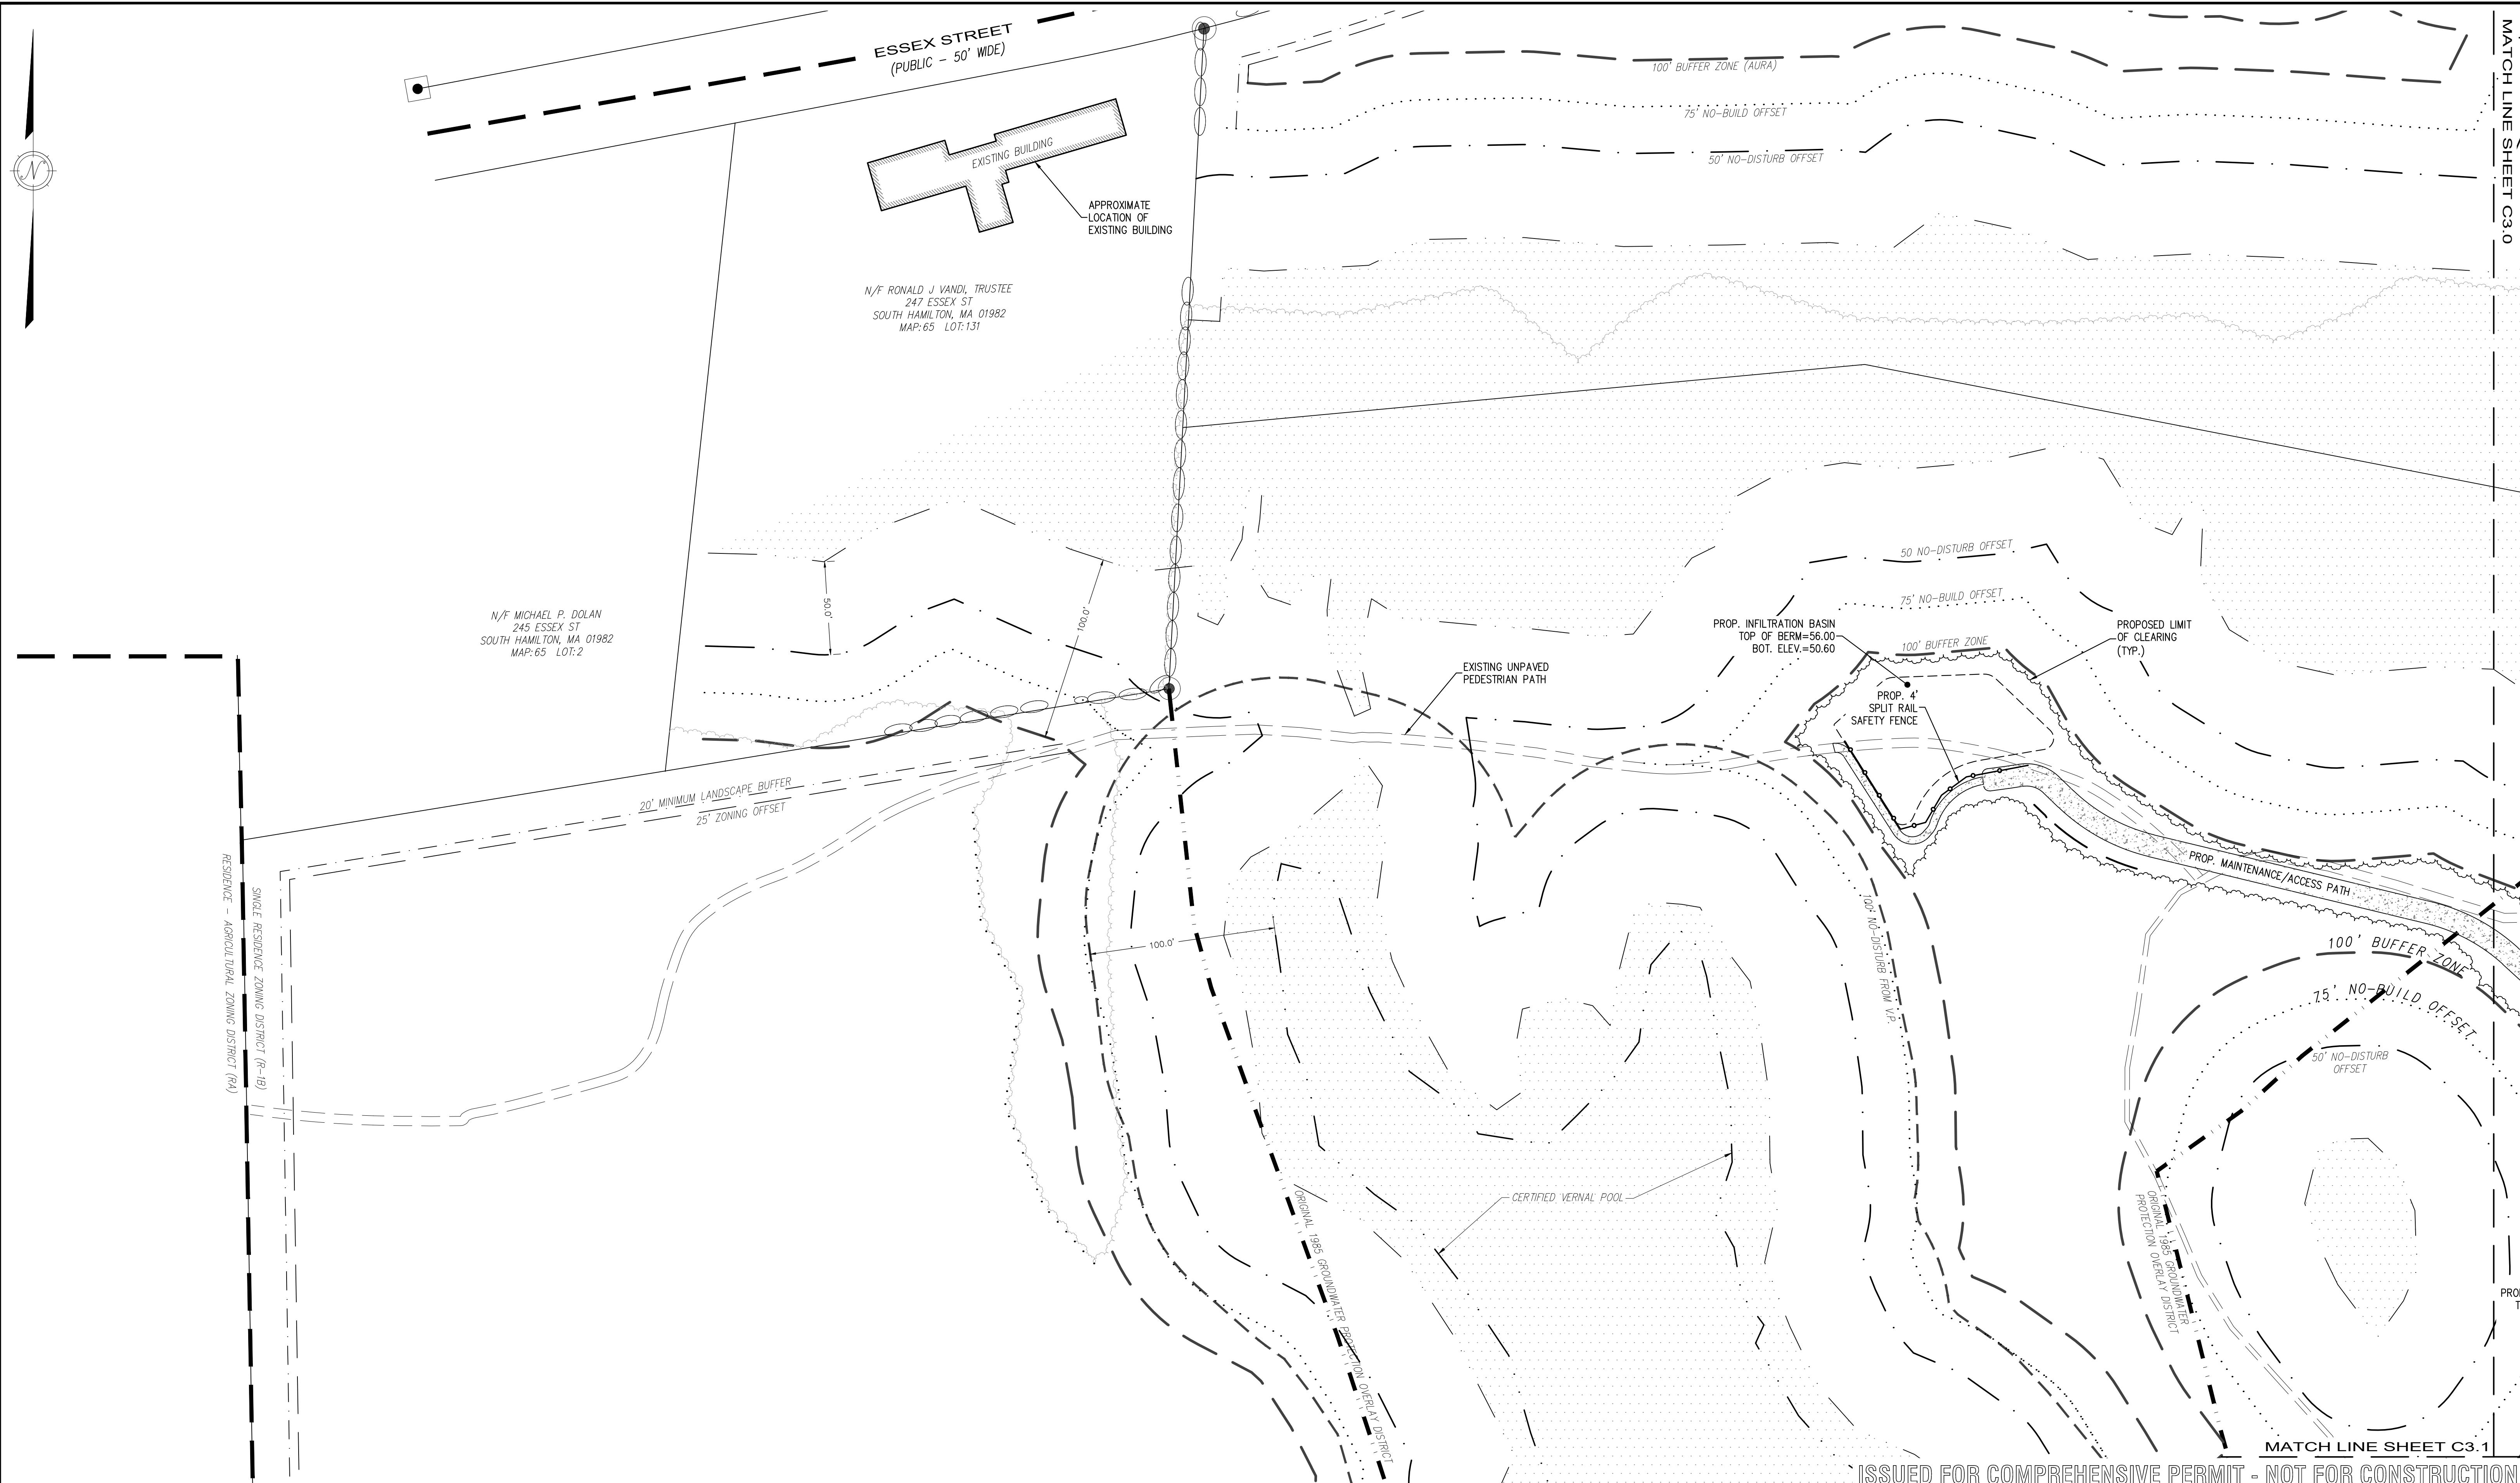 ESSEX STREET
(PUBLIC - 50' WIDE)
100' BUFFER ZONE (AURA)
75' NO-BUILD OFFSET
50' NO-DISTURB OFFSET
MATCH LINE SHEET C3.0
N
EXISTING BUILDING
APPROXIMATE
LOCATION OF
EXISTING BUILDING
N/F RONALD J VANDI, TRUSTEE
247 ESSEX ST
SOUTH HAMILTON, MA 01982
MAP: 65 LOT: 131
N/F MICHAEL P. DOLAN
245 ESSEX ST
SOUTH HAMILTON, MA 01982
MAP: 65 LOT: 2
50.0'
100.0'
50 NO-DISTURB OFFSET
75' NO-BUILD OFFSET
100' BUFFER ZONE
PROP. INFILTRATION BASIN
TOP OF BERM=56.00
BOT. ELEV.=50.60
PROPOSED LIMIT
OF CLEARING
(TYP.)
EXISTING UNPAVED
PEDESTRIAN PATH
PROP. 4'
SPLIT RAIL
SAFETY FENCE
20' MINIMUM LANDSCAPE BUFFER
25' ZONING OFFSET
PROP. MAINTENANCE/ACCESS PATH
RESIDENCE - AGRICULTURAL ZONING DISTRICT (RA)
SINGLE RESIDENCE ZONING DISTRICT (R-1B)
100.0'
100' NO-DISTURB FROM V.P.
100' BUFFER ZONE
75' NO-BUILD OFFSET
50' NO-DISTURB
OFFSET
CERTIFIED VERNAL POOL
ORIGINAL 1985 GROUNDWATER PROTECTION OVERLAY DISTRICT
ORIGINAL 1985 GROUNDWATER
PROTECTION OVERLAY DISTRICT
MATCH LINE SHEET C3.1
ISSUED FOR COMPREHENSIVE PERMIT - NOT FOR CONSTRUCTION